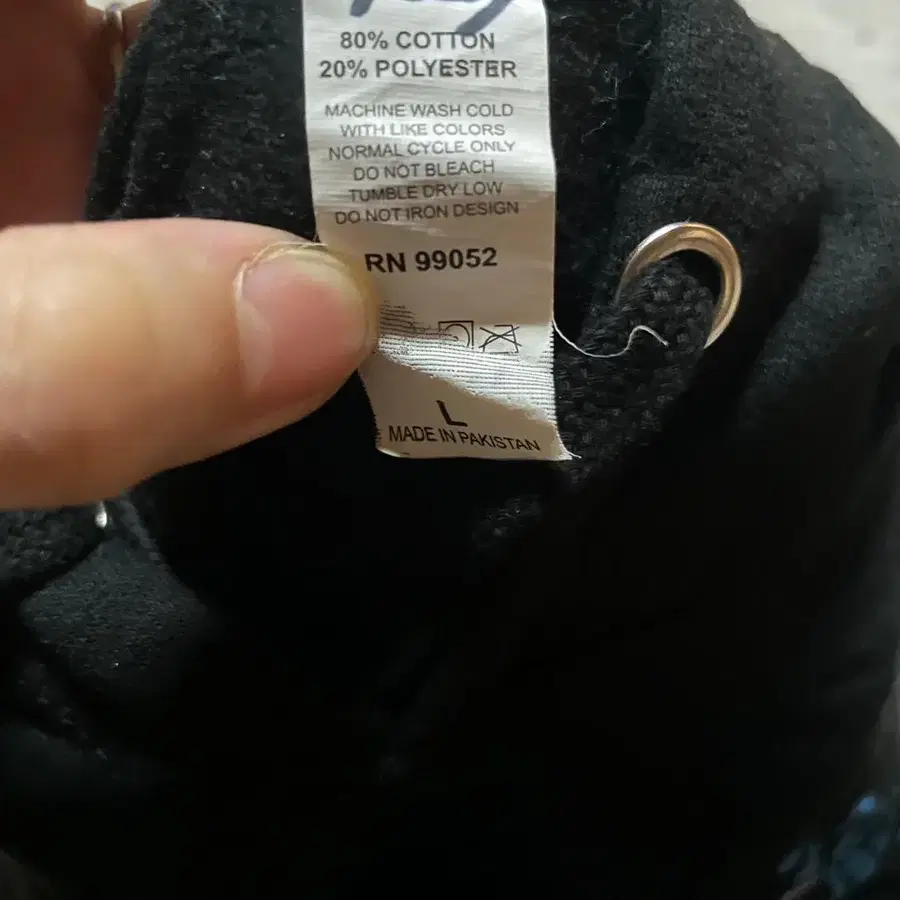 80% COTTON
20% POLYESTER
MACHINE WASH COLD
WITH LIKE COLORS
NORMAL CYCLE ONLY
DO NOT BLEACH
TUMBLE DRY LOW
DO NOT IRON DESIGN
RN 99052
L
MADE IN PAKISTAN